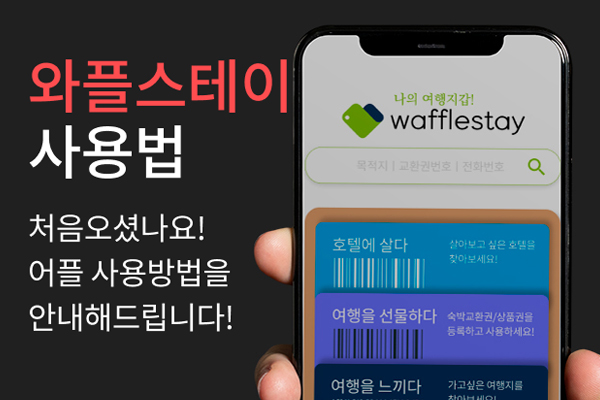 와플스테이
사용법
처음오셨나요!
어플 사용방법을
안내해드립니다!
나의 여행지갑!
wafflestay
목적지 | 교환권번호 | 전화번호
호텔에 살다
살아보고 싶은 호텔을
찾아보세요!
여행을 선물하다
숙박교환권/상품권을
등록하고 사용하세요!
여행을 느끼다
가고싶은 여행지를
찾아보세요!